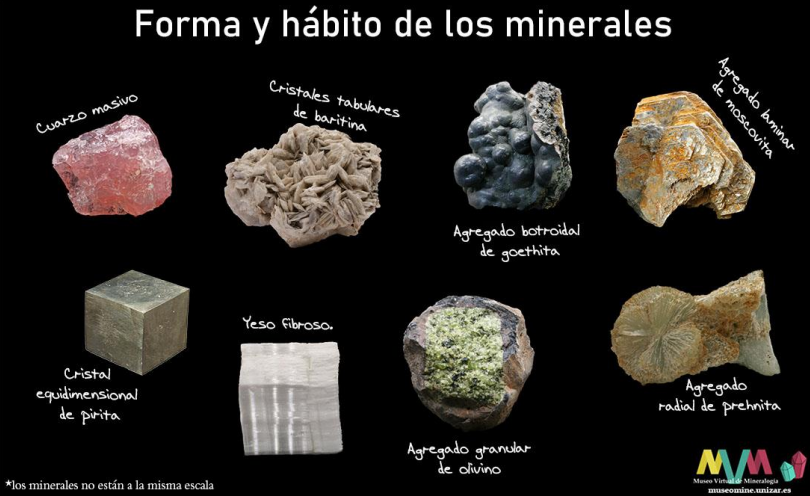 Forma y hábito de los minerales
Cuarzo masivo
Cristales tabulares
de baritina
Agregado botroidal
de goethita
Agregado laminar
de moscovita
Cristal
equidimensional
de pirita
Yeso fibroso.
Agregado granular
de olivino
Agregado
radial de prehnita
*los minerales no están a la misma escala
MVM
Museo Virtual de Mineralogía
museomine.unizar.es